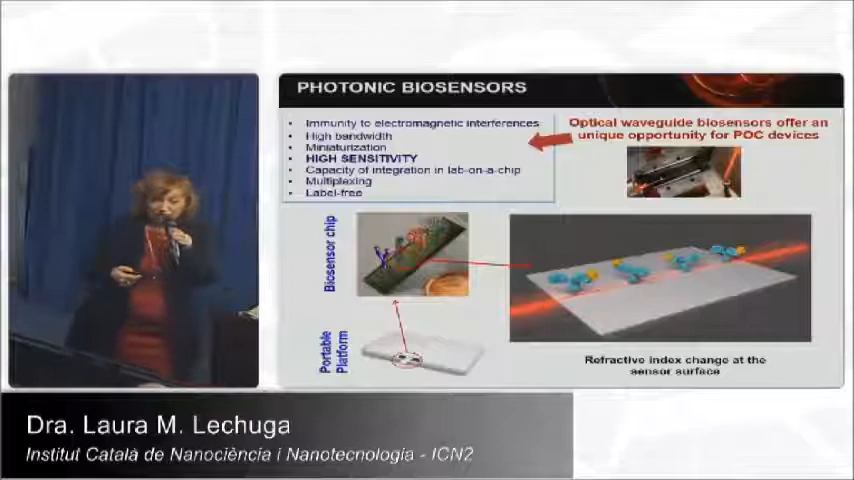 PHOTONIC BIOSENSORS
Immunity to electromagnetic interferences
High bandwidth
Miniaturization
HIGH SENSITIVITY
Capacity of integration in lab-on-a-chip
Multiplexing
Label-free
Optical waveguide biosensors offer an
unique opportunity for POC devices
Biosensor chip
Portable
Platform
Refractive index change at the
sensor surface
Dra. Laura M. Lechuga
Institut Català de Nanociència i Nanotecnologia - ICN2